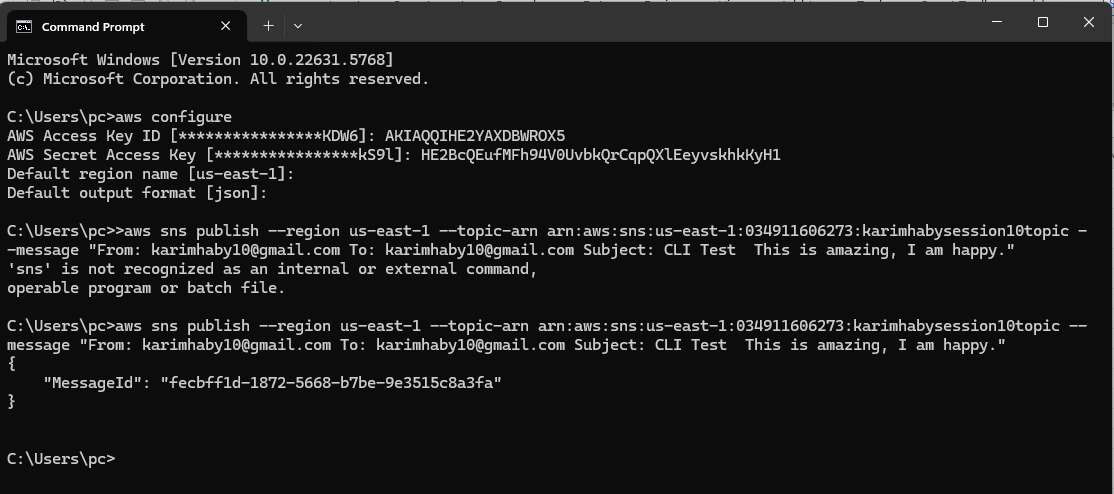 Command Prompt
Microsoft Windows [Version 10.0.22631.5768]
(c) Microsoft Corporation. All rights reserved.
C:\Users\pc>aws configure
AWS Access Key ID [****************KDW6]: AKIAQQIHE2YAXDBWROX5
AWS Secret Access Key [****************kS9l]: 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
Default region name [us-east-1]:
Default output format [json]:
C:\Users\pc>>aws sns publish --region us-east-1 --topic-arn arn:aws:sns:us-east-1:034911606273:karimhabysession10topic -
-message "From: karimhaby10@gmail.com To: karimhaby10@gmail.com Subject: CLI Test  This is amazing, I am happy."
'sns' is not recognized as an internal or external command,
operable program or batch file.
C:\Users\pc>aws sns publish --region us-east-1 --topic-arn arn:aws:sns:us-east-1:034911606273:karimhabysession10topic --
message "From: karimhaby10@gmail.com To: karimhaby10@gmail.com Subject: CLI Test  This is amazing, I am happy."
{
    "MessageId": "fecbff1d-1872-5668-b7be-9e3515c8a3fa"
}
C:\Users\pc>